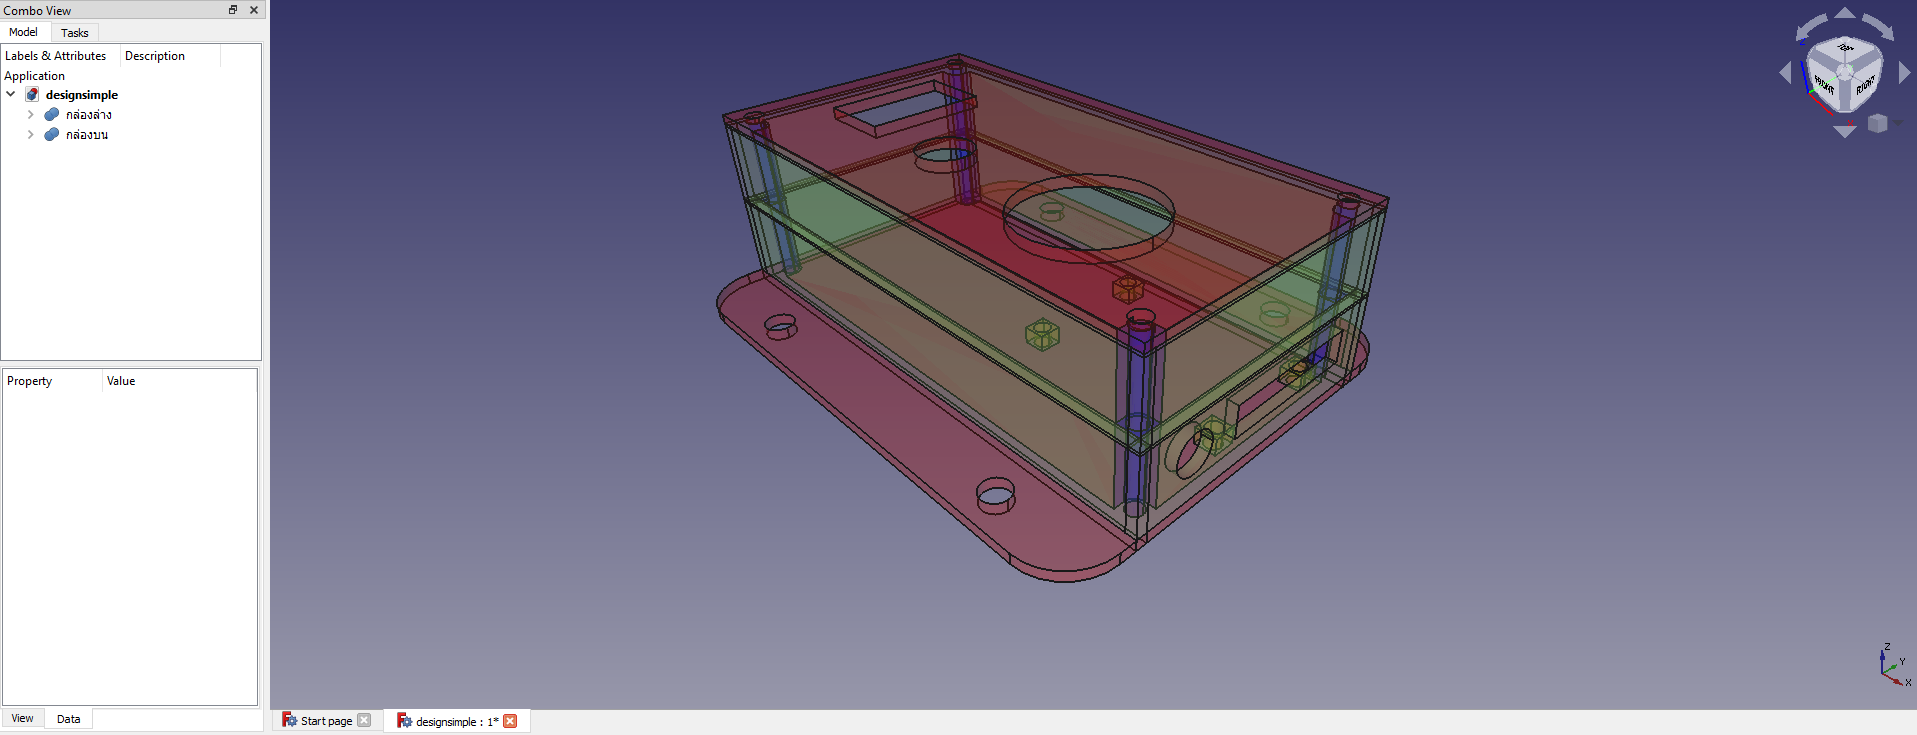 Combo View
Model
Tasks
Labels & Attributes
Description
Application
designsimple
กล่องล่าง
กล่องบน
Property
Value
View
Data
Start page
designsimple : 1*
TOP
FRONT
RIGHT
Z
Y
X